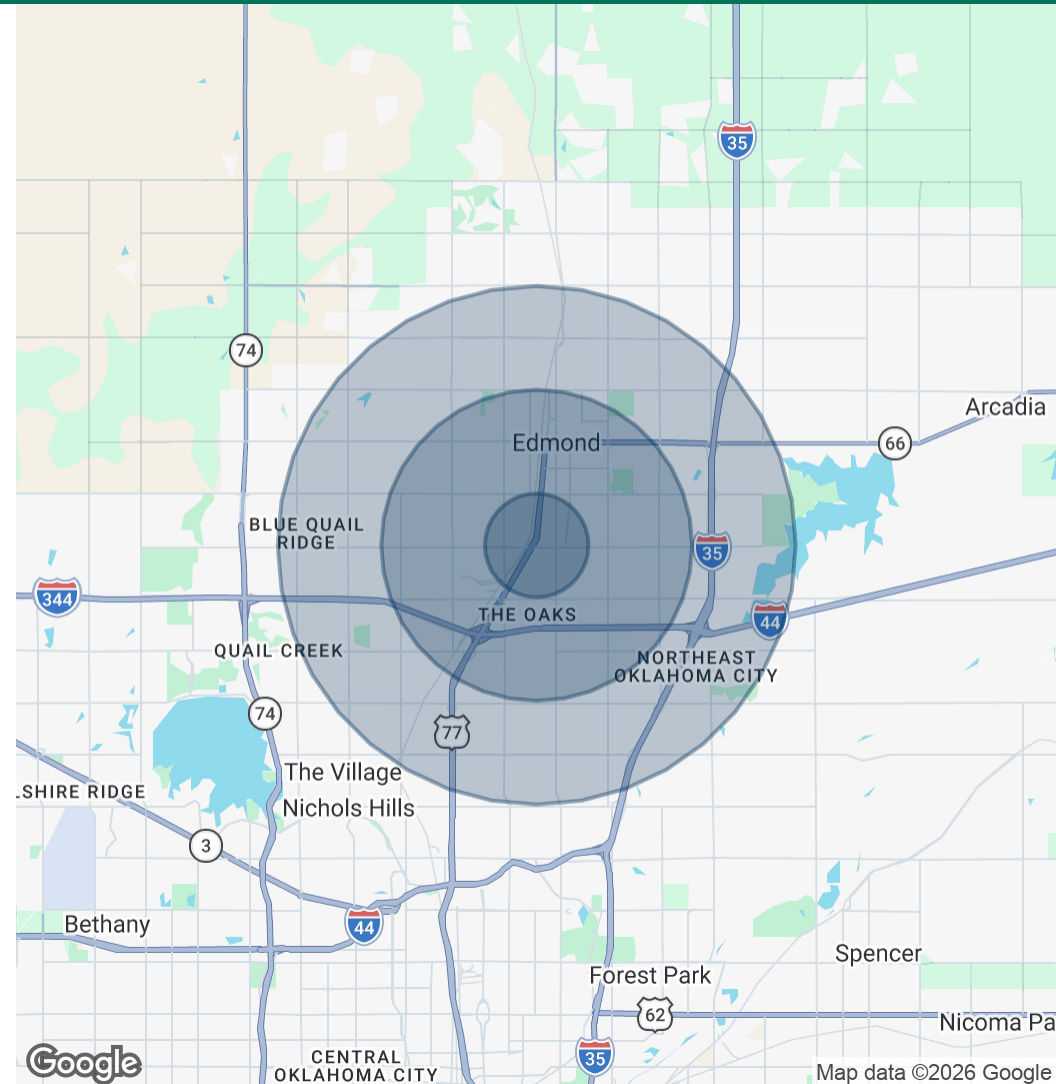 35
74
Arcadia
Edmond
66
BLUE QUAIL
RIDGE
35
344
THE OAKS
44
QUAIL CREEK
NORTHEAST
OKLAHOMA CITY
74
77
The Village
LSHIRE RIDGE
Nichols Hills
3
Bethany
44
Spencer
Forest Park
62
Nicoma Pa
35
CENTRAL
OKLAHOMA CITY
Google
Map data ©2026 Google